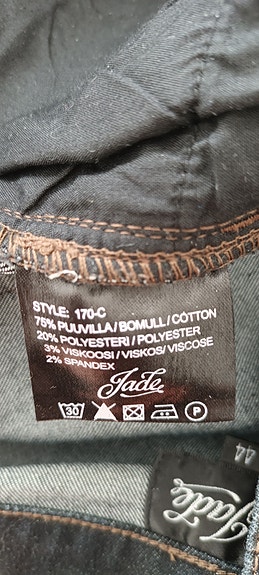 STYLE: 170-C
75% PUUVILLA / BOMULL / COTTON
20% POLYESTERI / POLYESTER
3% VISKOOSI / VISKOS / VISCOSE
2% SPANDEX
Jade
30
P
44
Jade